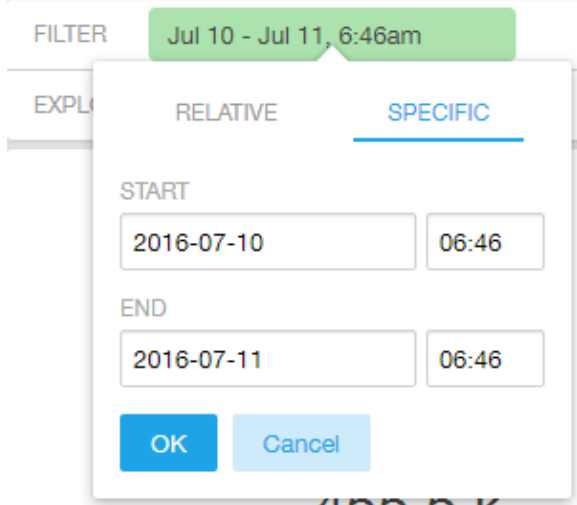 FILTER Jul 10 - Jul 11, 6:46am
RELATIVE SPECIFIC
START
2016-07-10 06:46
END
2016-07-11 06:46
OK Cancel